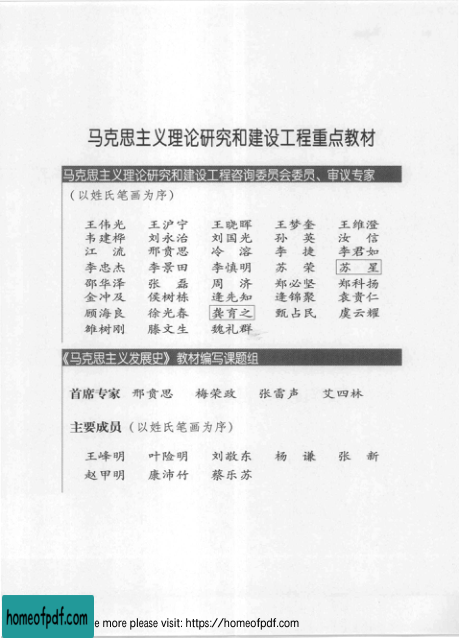 马克思主义理论研究和建设工程重点教材
马克思主义理论研究和建设工程咨询委员会委员、审议专家
(以姓氏笔画为序)
王伟光 王沪宁 王晓晖 王梦奎 王维澄
韦建桦 刘永治 刘国光 孙 英 汝 信
江 流 邢贲思 冷 溶 李 捷 李君如
李忠杰 李景田 李慎明 苏 荣 苏 星
邵华泽 张 磊 周 济 郑必坚 郑科扬
金冲及 侯树栋 逄先知 逄锦聚 袁贵仁
顾海良 徐光春 龚育之 甄占民 虞云耀
雒树刚 滕文生 魏礼群
《马克思主义发展史》教材编写课题组
首席专家 邢贲思 梅荣政 张雷声 艾四林
主要成员(以姓氏笔画为序)
王峰明 叶险明 刘敬东 杨 谦 张 新
赵甲明 康沛竹 蔡乐苏
homeofpdf.com
e more please visit: https://homeofpdf.com